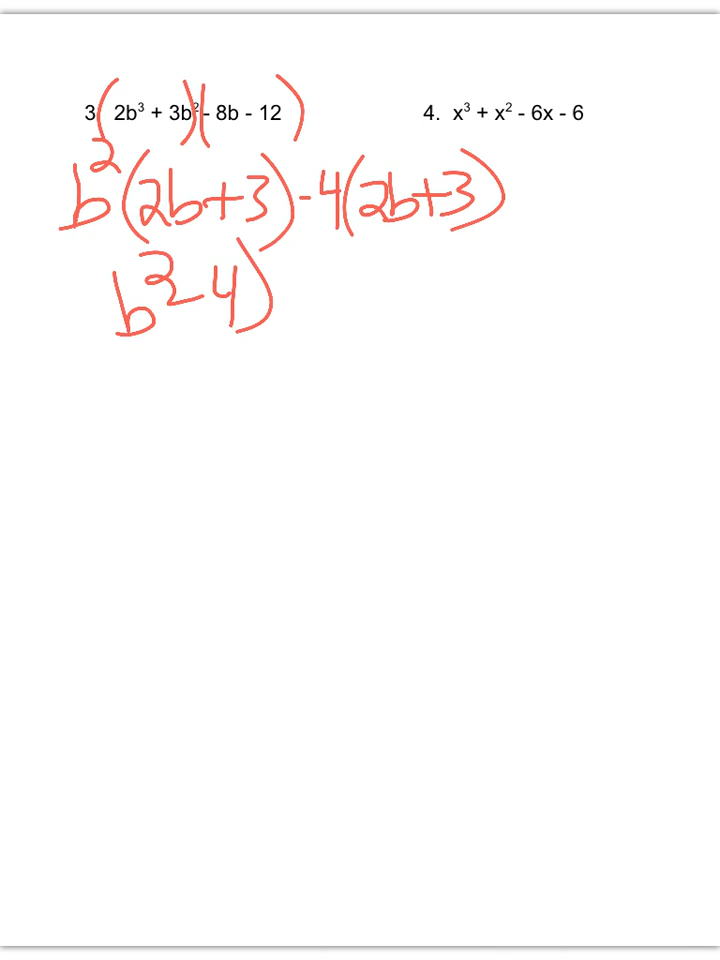 3. 2b³ + 3b² - 8b - 12
4. x³ + x² - 6x - 6
b²(2b+3)-4(2b+3)
b²-4)